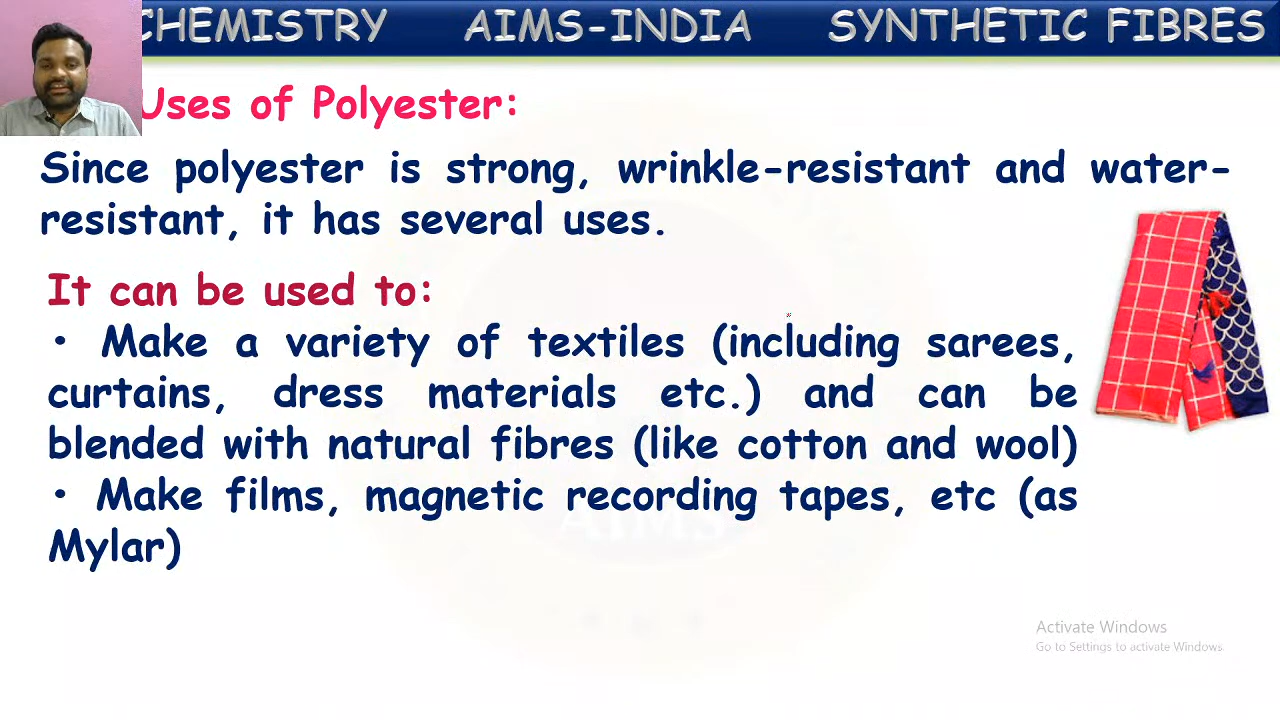 CHEMISTRY AIMS-INDIA SYNTHETIC FIBRES
Uses of Polyester:
Since polyester is strong, wrinkle-resistant and water-
resistant, it has several uses.
It can be used to:
• Make a variety of textiles (including sarees,
curtains, dress materials etc.) and can be
blended with natural fibres (like cotton and wool)
• Make films, magnetic recording tapes, etc (as
Mylar)
AIMS
Activate Windows
Go to Settings to activate Windows.